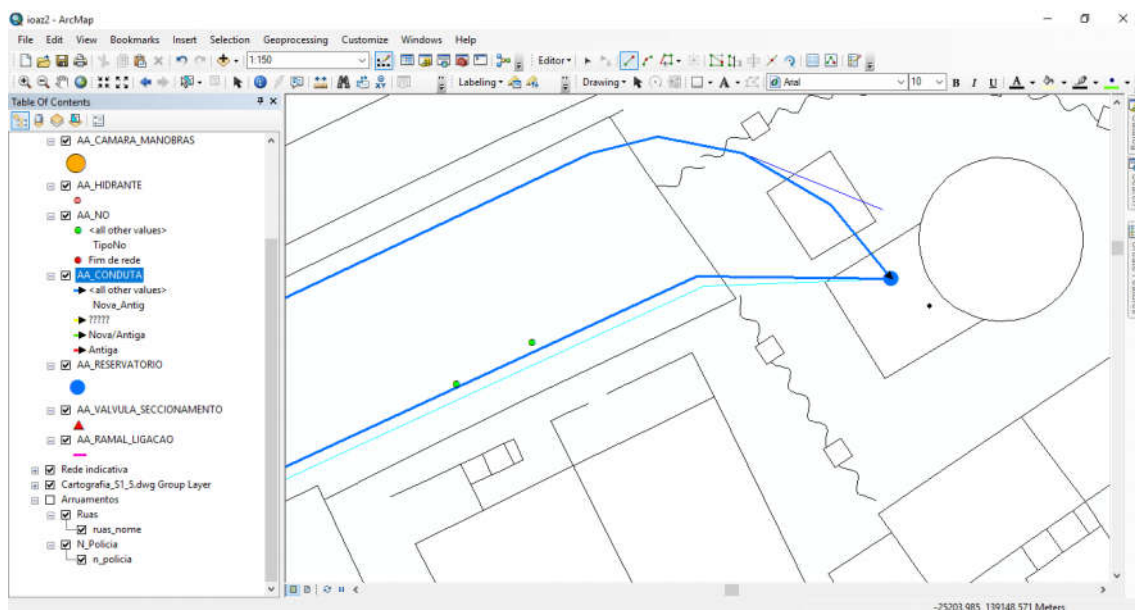 ioaz2 - ArcMap
File Edit View Bookmarks Insert Selection Geoprocessing Customize Windows Help
1:150 Editor
Labeling Drawing A Arial 10 B I U A
Table Of Contents
AA_CAMARA_MANOBRAS
AA_HIDRANTE
AA_NO
<all other values>
TipoNo
Fim de rede
AA_CONDUTA
<all other values>
Nova_Antig
?????
Nova/Antiga
Antiga
AA_RESERVATORIO
AA_VALVULA_SECCIONAMENTO
AA_RAMAL_LIGACAO
Rede indicativa
Cartografia_S1_5.dwg Group Layer
Arruamentos
Ruas
ruas_nome
N_Policia
n_policia
-25203,985 139148,571 Meters